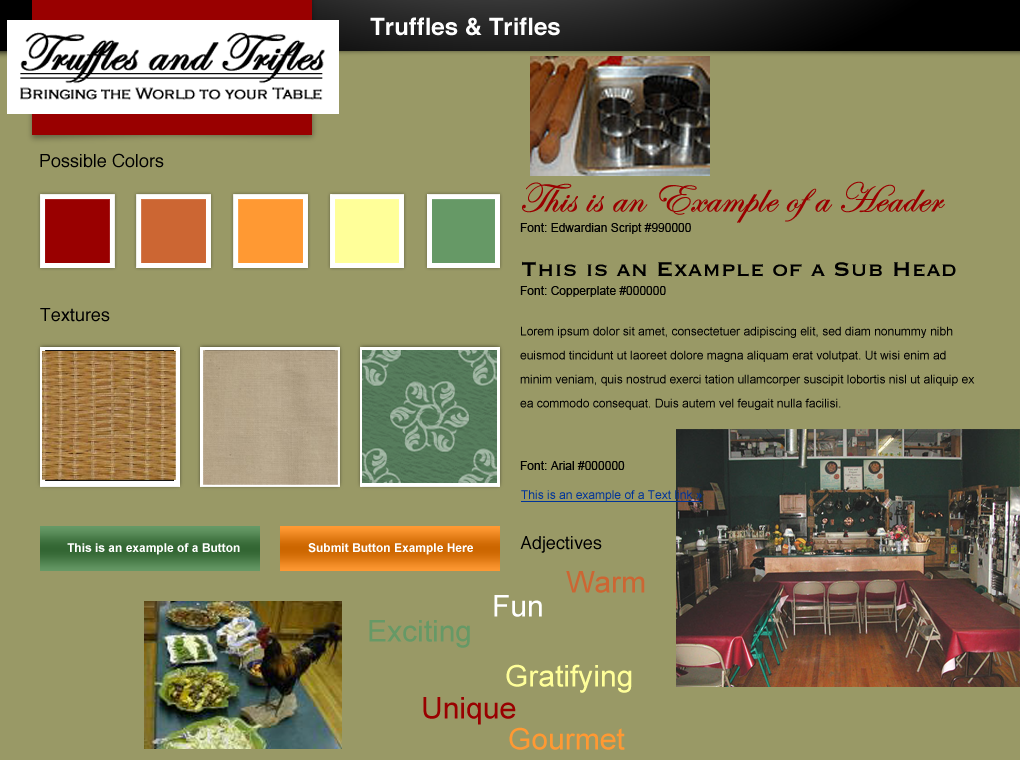 Truffles & Trifles
Truffles and Trifles
Bringing the World to your Table
Possible Colors
Textures
This is an example of a Button
Submit Button Example Here
This is an Example of a Header
Font: Edwardian Script #990000
This is an Example of a Sub Head
Font: Copperplate #000000
Lorem ipsum dolor sit amet, consectetuer adipiscing elit, sed diam nonummy nibh
euismod tincidunt ut laoreet dolore magna aliquam erat volutpat. Ut wisi enim ad
minim veniam, quis nostrud exerci tation ullamcorper suscipit lobortis nisl ut aliquip ex
ea commodo consequat. Duis autem vel feugait nulla facilisi.
Font: Arial #000000
This is an example of a Text link
Adjectives
Warm
Fun
Exciting
Gratifying
Unique
Gourmet